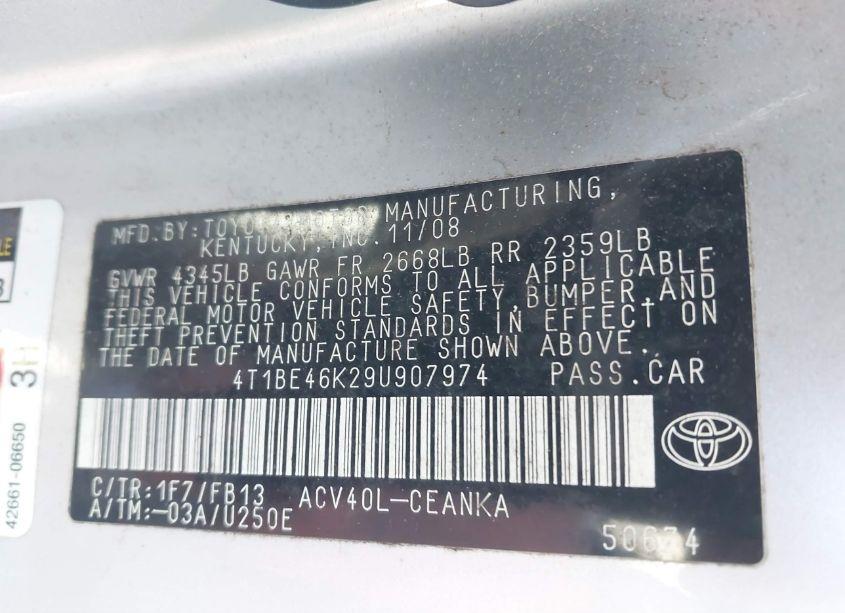 MFD. BY: TOYOTA MOTOR MANUFACTURING,
KENTUCKY, INC. 11/08
GVWR 4345LB GAWR FR 2668LB RR 2359LB
THIS VEHICLE CONFORMS TO ALL APPLICABLE
FEDERAL MOTOR VEHICLE SAFETY, BUMPER AND
THEFT PREVENTION STANDARDS IN EFFECT ON
THE DATE OF MANUFACTURE SHOWN ABOVE.
4T1BE46K29U907974 PASS.CAR
C/TR: 1F7/FB13 ACV40L-CEANKA
A/TM: -03A/U250E
50674
3H
42661-06650